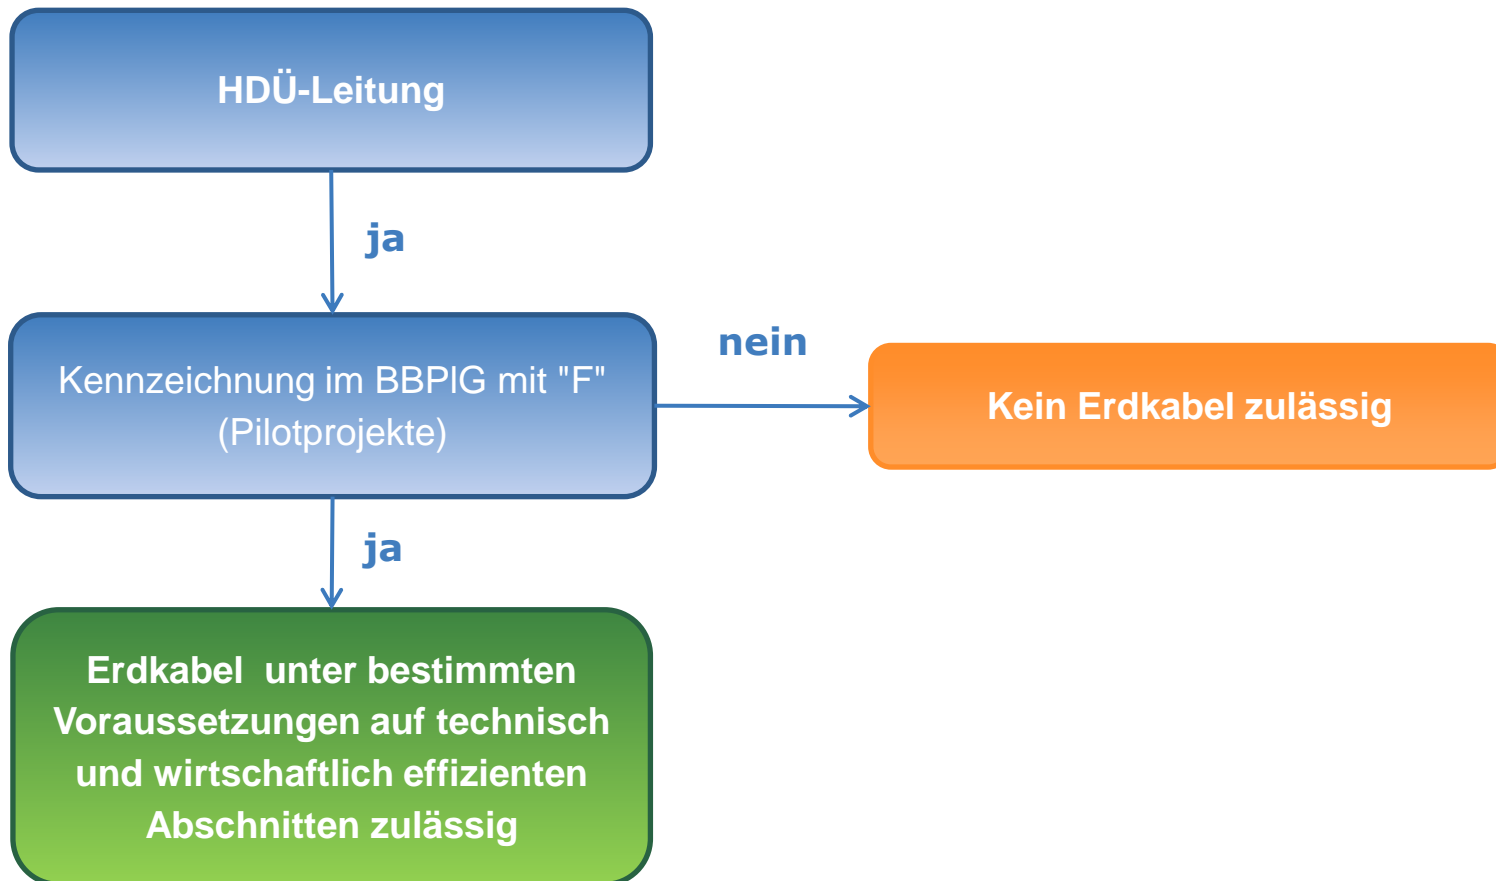 HDÜ-Leitung
ja
Kennzeichnung im BBPlG mit "F"
(Pilotprojekte)
nein
Kein Erdkabel zulässig
ja
Erdkabel  unter bestimmten
Voraussetzungen auf technisch
und wirtschaftlich effizienten
Abschnitten zulässig